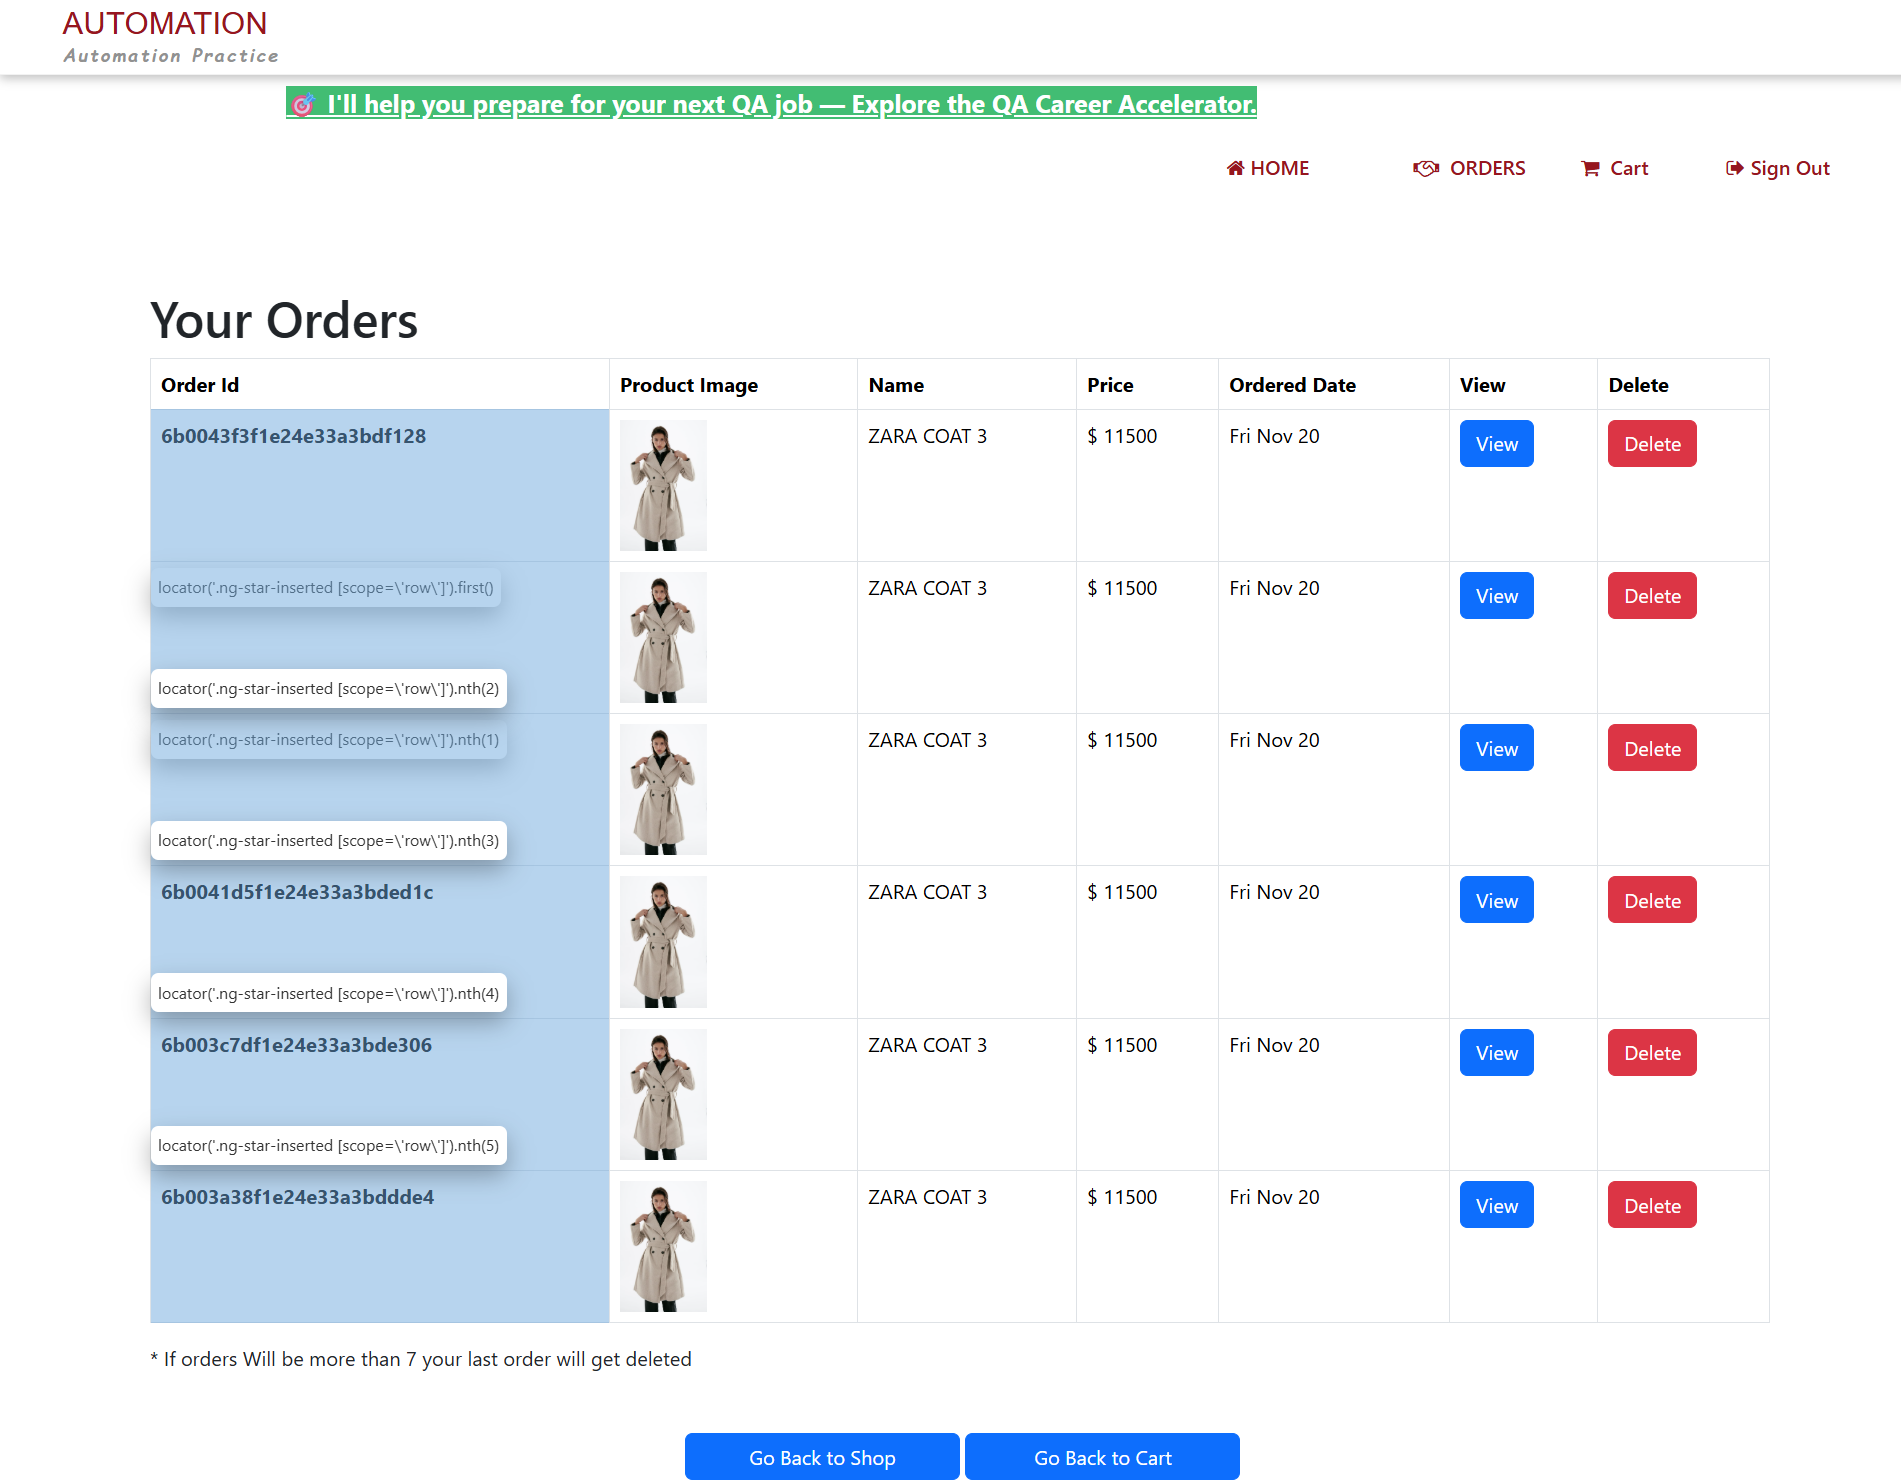 AUTOMATION
Automation Practice
🎯 I'll help you prepare for your next QA job — Explore the QA Career Accelerator.
HOME ORDERS Cart Sign Out
Your Orders
Order Id Product Image Name Price Ordered Date View Delete
6b0043f3f1e24e33a3bdf128 ZARA COAT 3 $ 11500 Fri Nov 20 View Delete
locator('.ng-star-inserted [scope=\'row\']').first() ZARA COAT 3 $ 11500 Fri Nov 20 View Delete
locator('.ng-star-inserted [scope=\'row\']').nth(2)
locator('.ng-star-inserted [scope=\'row\']').nth(1) ZARA COAT 3 $ 11500 Fri Nov 20 View Delete
locator('.ng-star-inserted [scope=\'row\']').nth(3)
6b0041d5f1e24e33a3bded1c ZARA COAT 3 $ 11500 Fri Nov 20 View Delete
locator('.ng-star-inserted [scope=\'row\']').nth(4)
6b003c7df1e24e33a3bde306 ZARA COAT 3 $ 11500 Fri Nov 20 View Delete
locator('.ng-star-inserted [scope=\'row\']').nth(5)
6b003a38f1e24e33a3bddde4 ZARA COAT 3 $ 11500 Fri Nov 20 View Delete
* If orders Will be more than 7 your last order will get deleted
Go Back to Shop Go Back to Cart